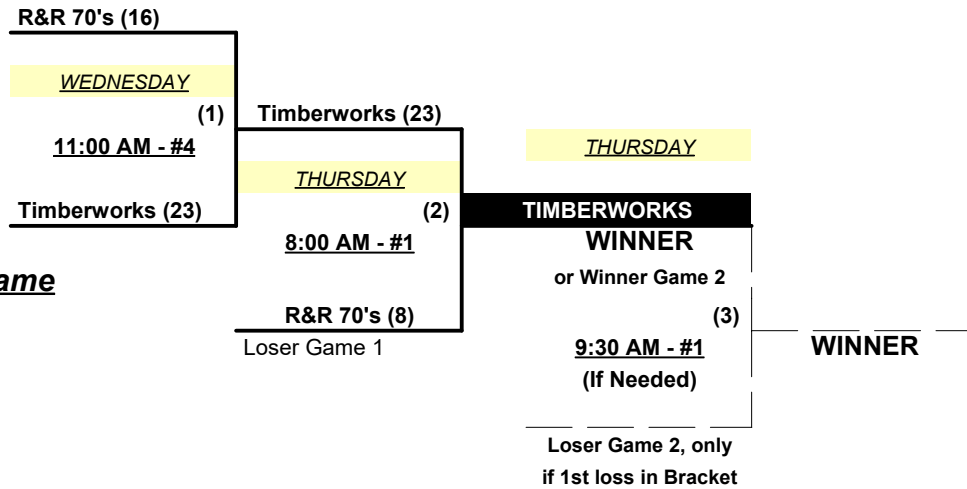 R&R 70's (16)
WEDNESDAY
(1)
11:00 AM - #4
Timberworks (23)
Timberworks (23)
THURSDAY
(2)
8:00 AM - #1
R&R 70's (8)
Loser Game 1
THURSDAY
TIMBERWORKS
WINNER
or Winner Game 2
(3)
9:30 AM - #1
(If Needed)
Loser Game 2, only
if 1st loss in Bracket
WINNER